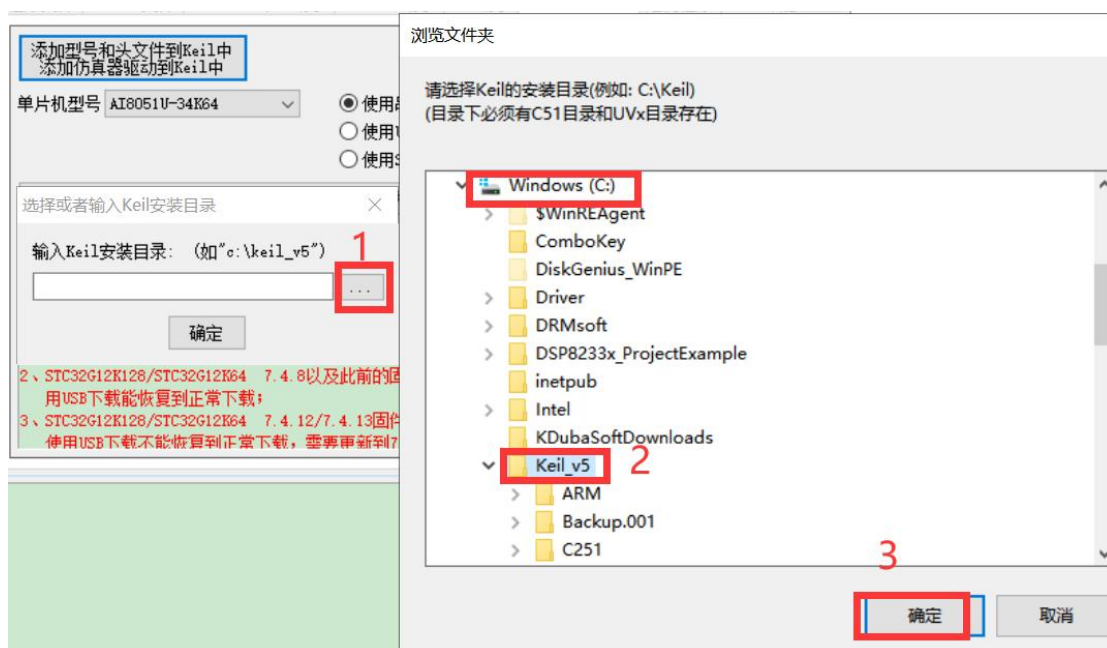 添加型号和头文件到Keil中
添加仿真器驱动到Keil中
单片机型号 AI8051U-34K64
使用
使用
使用
选择或者输入Keil安装目录
输入Keil安装目录: (如"c:\keil_v5")
1
...
确定
2、STC32G12K128/STC32G12K64 7.4.8以及此前的固
用USB下载能恢复到正常下载;
3、STC32G12K128/STC32G12K64 7.4.12/7.4.13固件
使用USB下载不能恢复到正常下载，需要更新到7
浏览文件夹
请选择Keil的安装目录(例如: C:\Keil)
(目录下必须有C51目录和UVx目录存在)
Windows (C:)
$WinREAgent
ComboKey
DiskGenius_WinPE
Driver
DRMsoft
DSP8233x_ProjectExample
inetpub
Intel
KDubaSoftDownloads
Keil_v5
2
ARM
Backup.001
C251
3
确定
取消